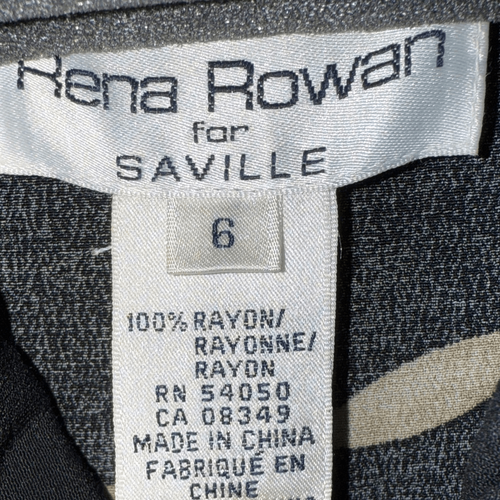 Rena Rowan
for
SAVILLE
6
100% RAYON/
RAYONNE/
RAYON
RN 54050
CA 08349
MADE IN CHINA
FABRIQUÉ EN
CHINE